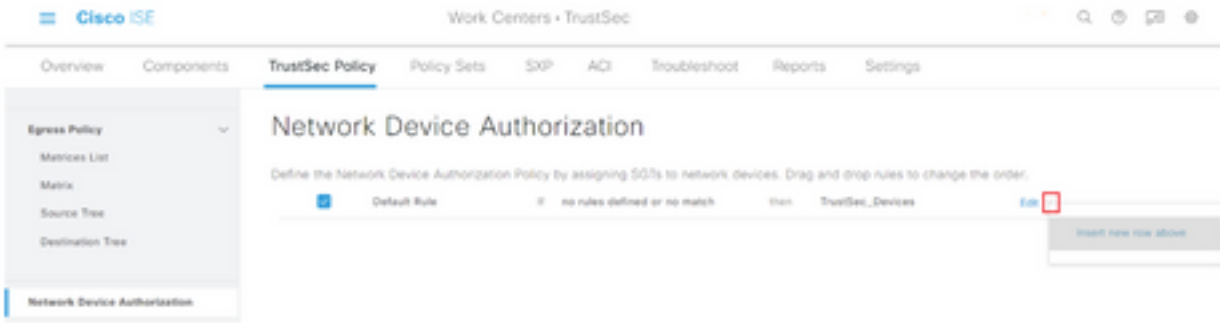 Cisco ISE
Work Centers • TrustSec
Overview Components TrustSec Policy Policy Sets SXP ACI Troubleshoot Reports Settings
Egress Policy
Network Device Authorization
Matrices List
Define the Network Device Authorization Policy by assigning SGTs to network devices. Drag and drop rules to change the order.
Matrix
Default Rule If no rules defined or no match then TrustSec_Devices Edit
Source Tree
Insert new row above
Destination Tree
Network Device Authorization